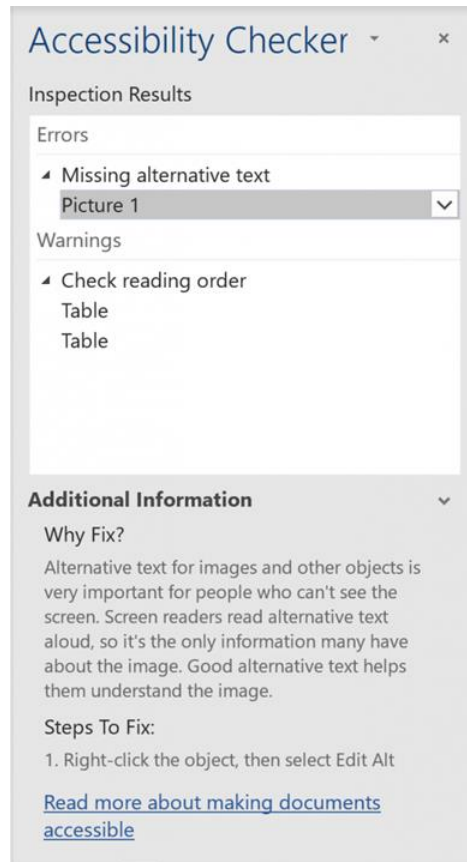 Accessibility Checker
Inspection Results
Errors
Missing alternative text
Picture 1
Warnings
Check reading order
Table
Table
Additional Information
Why Fix?
Alternative text for images and other objects is
very important for people who can't see the
screen. Screen readers read alternative text
aloud, so it's the only information many have
about the image. Good alternative text helps
them understand the image.
Steps To Fix:
1. Right-click the object, then select Edit Alt
Read more about making documents
accessible